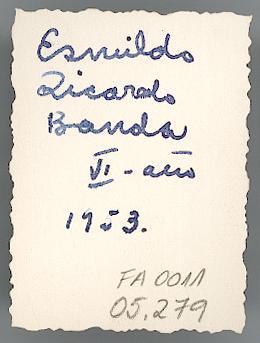 Esmildo
Ricardo
Banda
VI - año
1953.
FA 0011
05.279